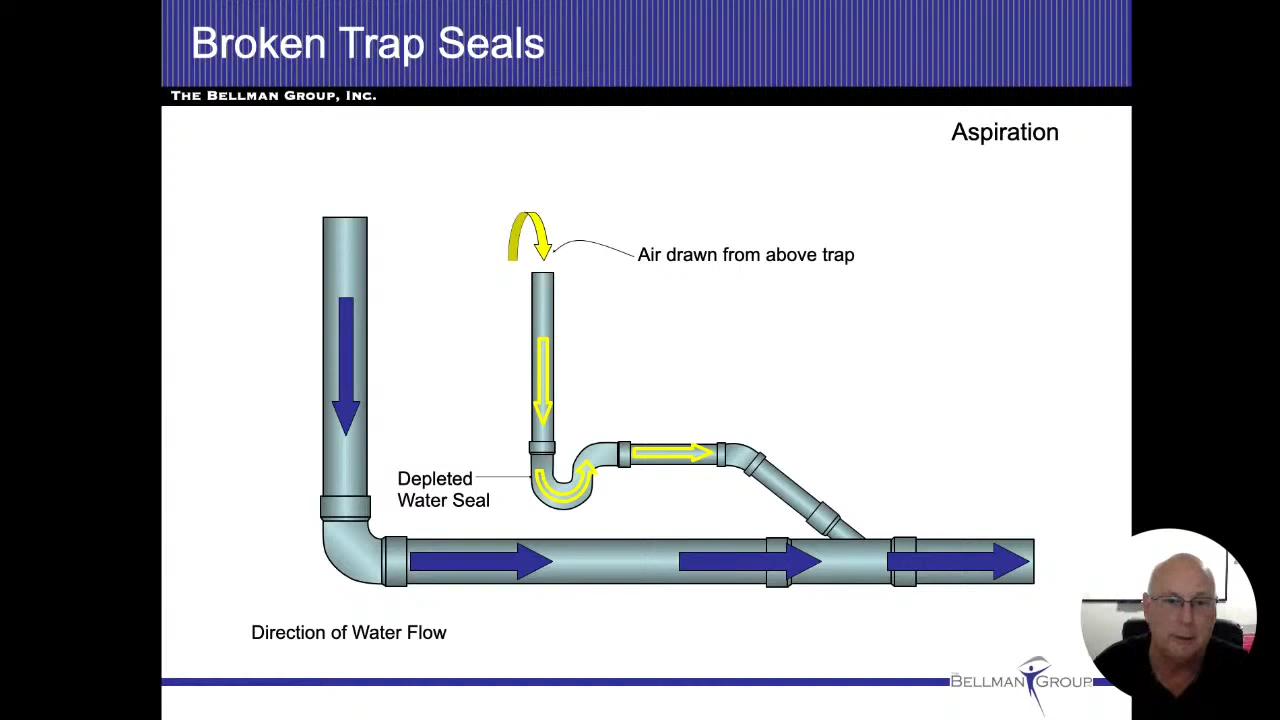 Broken Trap Seals
THE BELLMAN GROUP, INC.
Aspiration
Air drawn from above trap
Depleted
Water Seal
Direction of Water Flow
THE BELLMAN GROUP